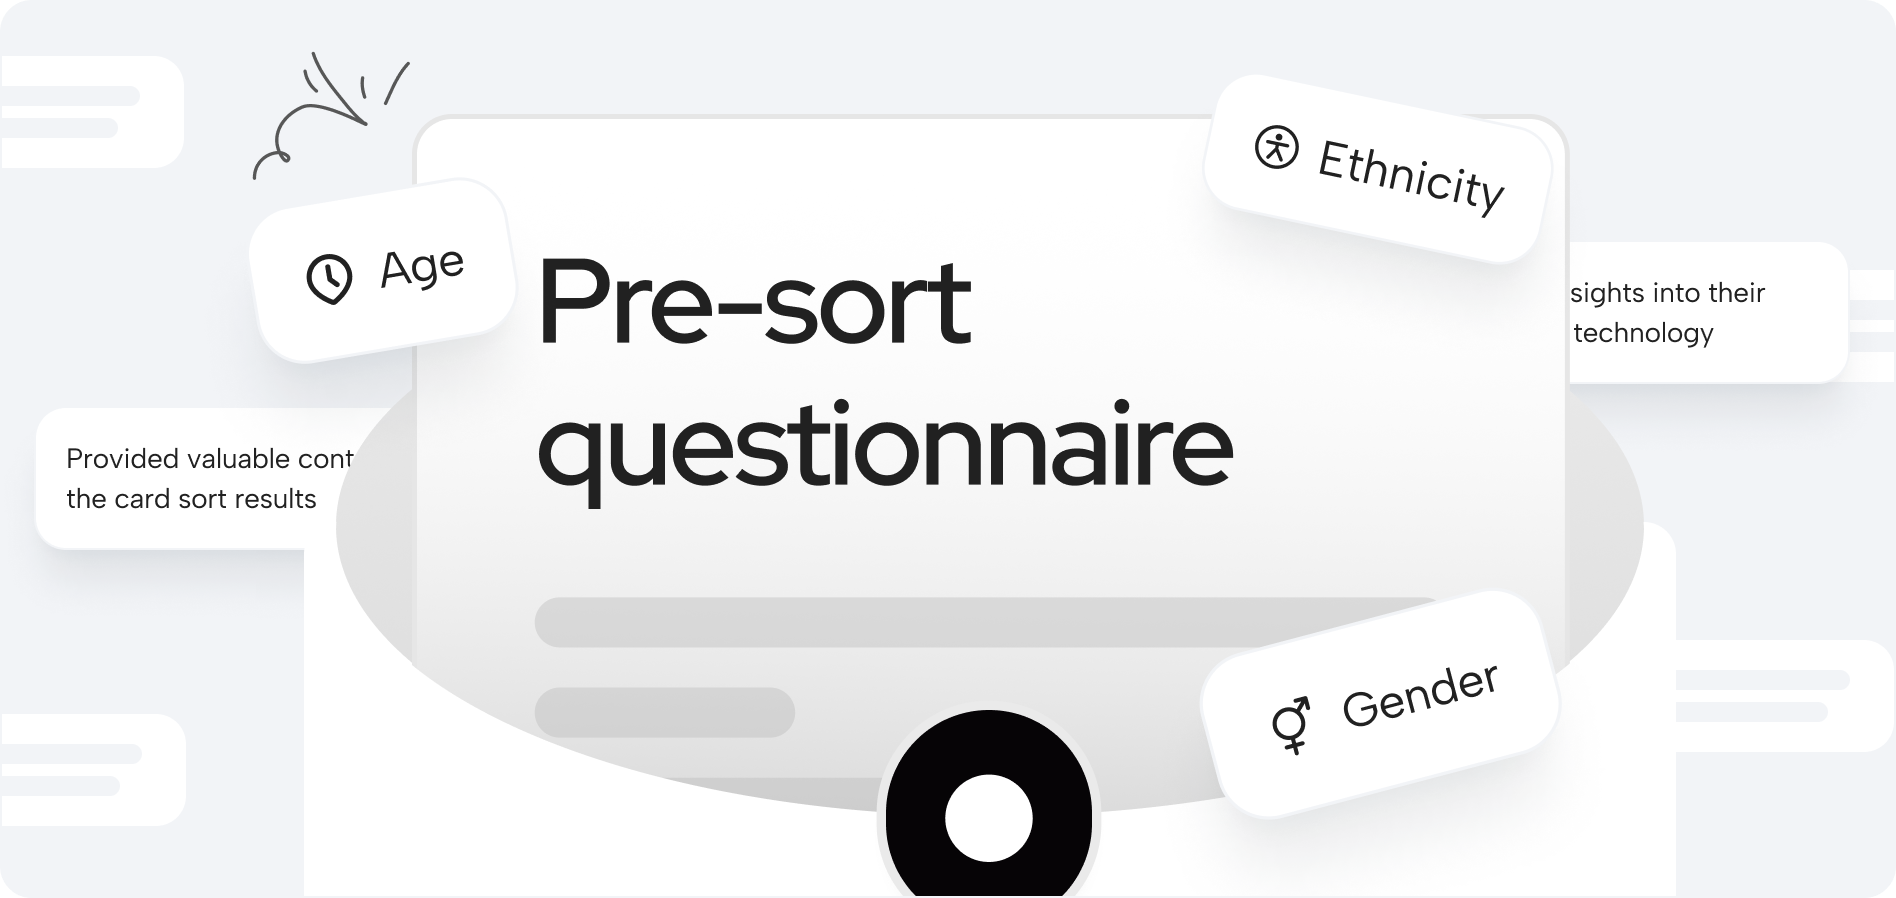 Ethnicity
Age
Pre-sort
questionnaire
sights into their
technology
Provided valuable cont
the card sort results
Gender